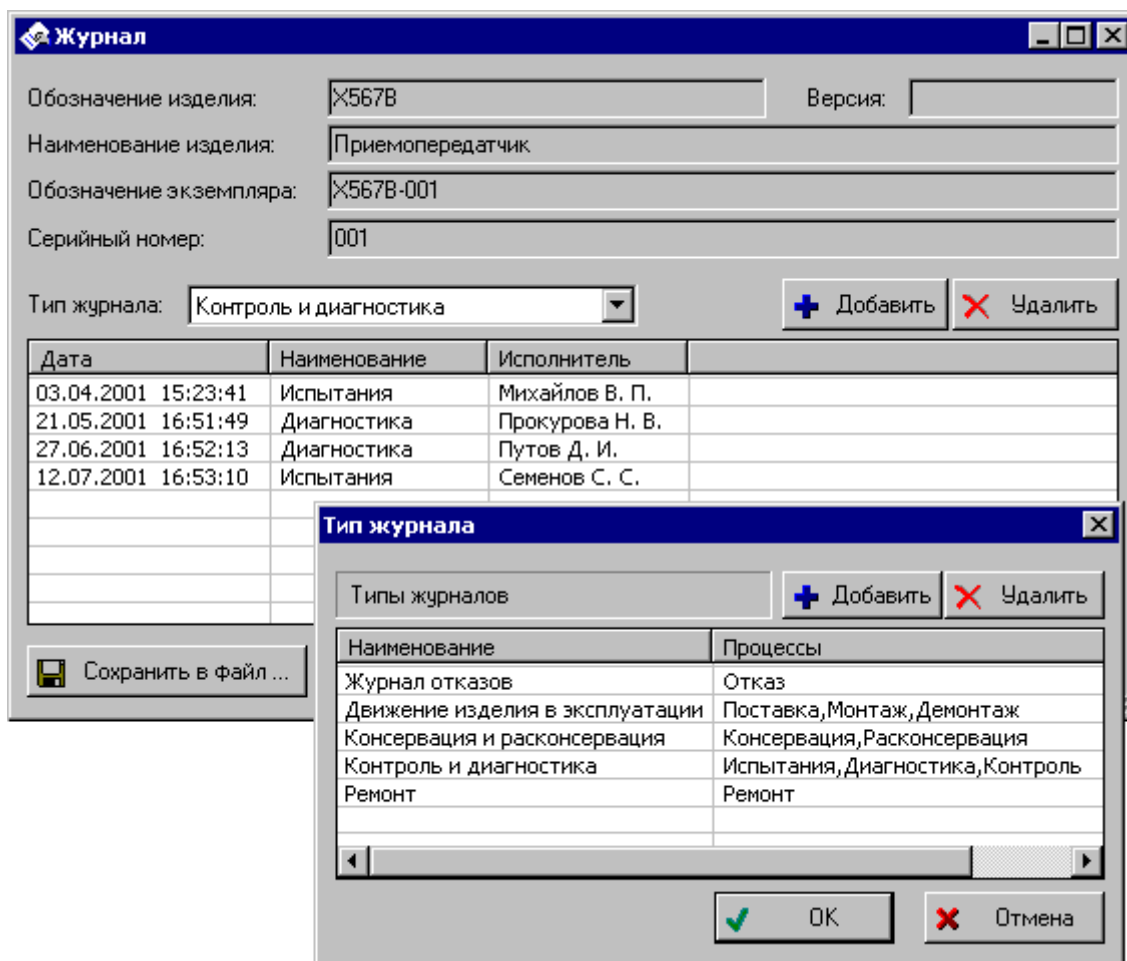 Журнал
Обозначение изделия: X567B Версия:
Наименование изделия: Приемопередатчик
Обозначение экземпляра: X567B-001
Серийный номер: 001
Тип журнала: Контроль и диагностика Добавить Удалить
Дата Наименование Исполнитель
03.04.2001 15:23:41 Испытания Михайлов В. П.
21.05.2001 16:51:49 Диагностика Прокурова Н. В.
27.06.2001 16:52:13 Диагностика Путов Д. И.
12.07.2001 16:53:10 Испытания Семенов С. С.
Сохранить в файл ...
Тип журнала
Типы журналов Добавить Удалить
Наименование Процессы
Журнал отказов Отказ
Движение изделия в эксплуатации Поставка,Монтаж,Демонтаж
Консервация и расконсервация Консервация,Расконсервация
Контроль и диагностика Испытания,Диагностика,Контроль
Ремонт Ремонт
OK Отмена